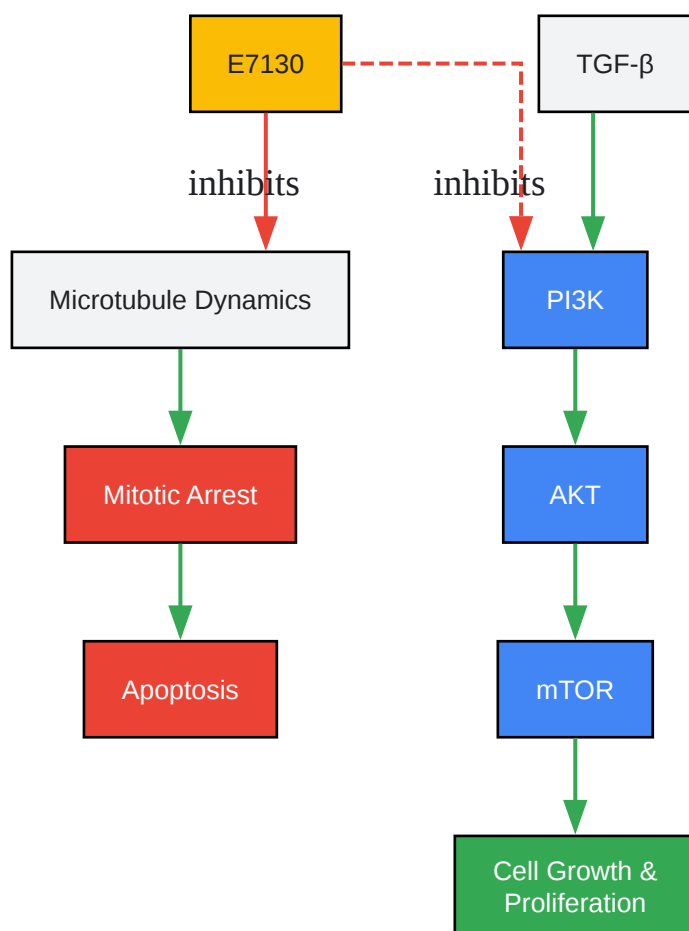 E7130
TGF-β
inhibits
inhibits
Microtubule Dynamics
PI3K
Mitotic Arrest
AKT
Apoptosis
mTOR
Cell Growth &
Proliferation